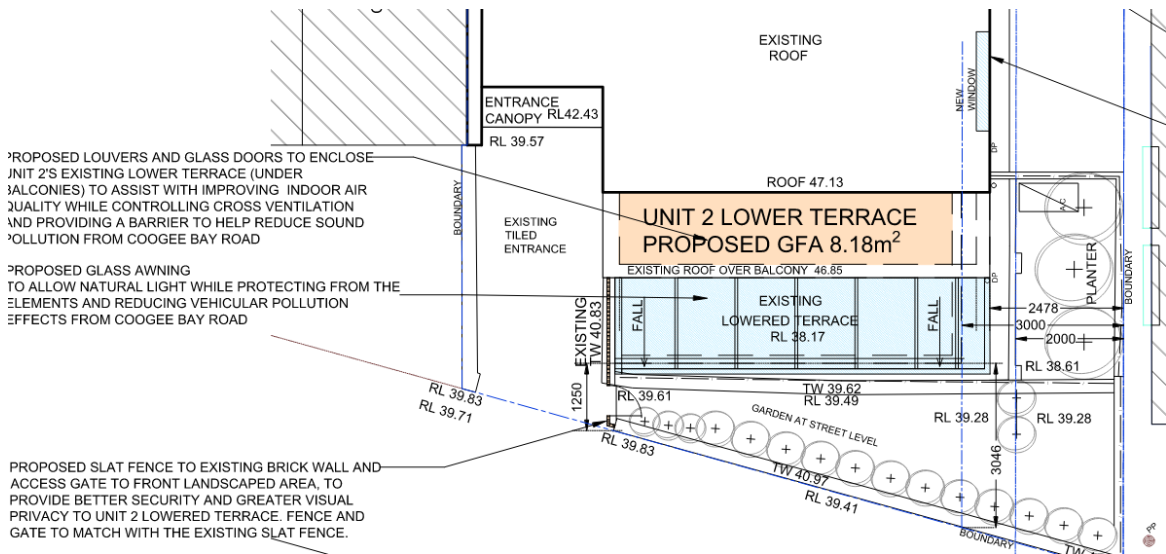 EXISTING
ROOF
ENTRANCE
CANOPY RL42.43
RL 39.57
NEW
WINDOW
DP
PROPOSED LOUVERS AND GLASS DOORS TO ENCLOSE
UNIT 2'S EXISTING LOWER TERRACE (UNDER
BALCONIES) TO ASSIST WITH IMPROVING INDOOR AIR
QUALITY WHILE CONTROLLING CROSS VENTILATION
AND PROVIDING A BARRIER TO HELP REDUCE SOUND
POLLUTION FROM COOGEE BAY ROAD
BOUNDARY
EXISTING
TILED
ENTRANCE
ROOF 47.13
UNIT 2 LOWER TERRACE
PROPOSED GFA 8.18m²
EXISTING ROOF OVER BALCONY 46.85
DP
A/C
PLANTER
BOUNDARY
PROPOSED GLASS AWNING
TO ALLOW NATURAL LIGHT WHILE PROTECTING FROM THE
ELEMENTS AND REDUCING VEHICULAR POLLUTION
EFFECTS FROM COOGEE BAY ROAD
EXISTING
TW 40.83
FALL
EXISTING
LOWERED TERRACE
RL 38.17
FALL
2478
3000
2000
RL 38.61
1250
RL 39.83
RL 39.71
RL 39.61
TW 39.62
RL 39.49
RL 39.28
RL 39.28
GARDEN AT STREET LEVEL
RL 39.83
TW 40.97
RL 39.41
3046
BOUNDARY
TW
PROPOSED SLAT FENCE TO EXISTING BRICK WALL AND
ACCESS GATE TO FRONT LANDSCAPED AREA, TO
PROVIDE BETTER SECURITY AND GREATER VISUAL
PRIVACY TO UNIT 2 LOWERED TERRACE. FENCE AND
GATE TO MATCH WITH THE EXISTING SLAT FENCE.